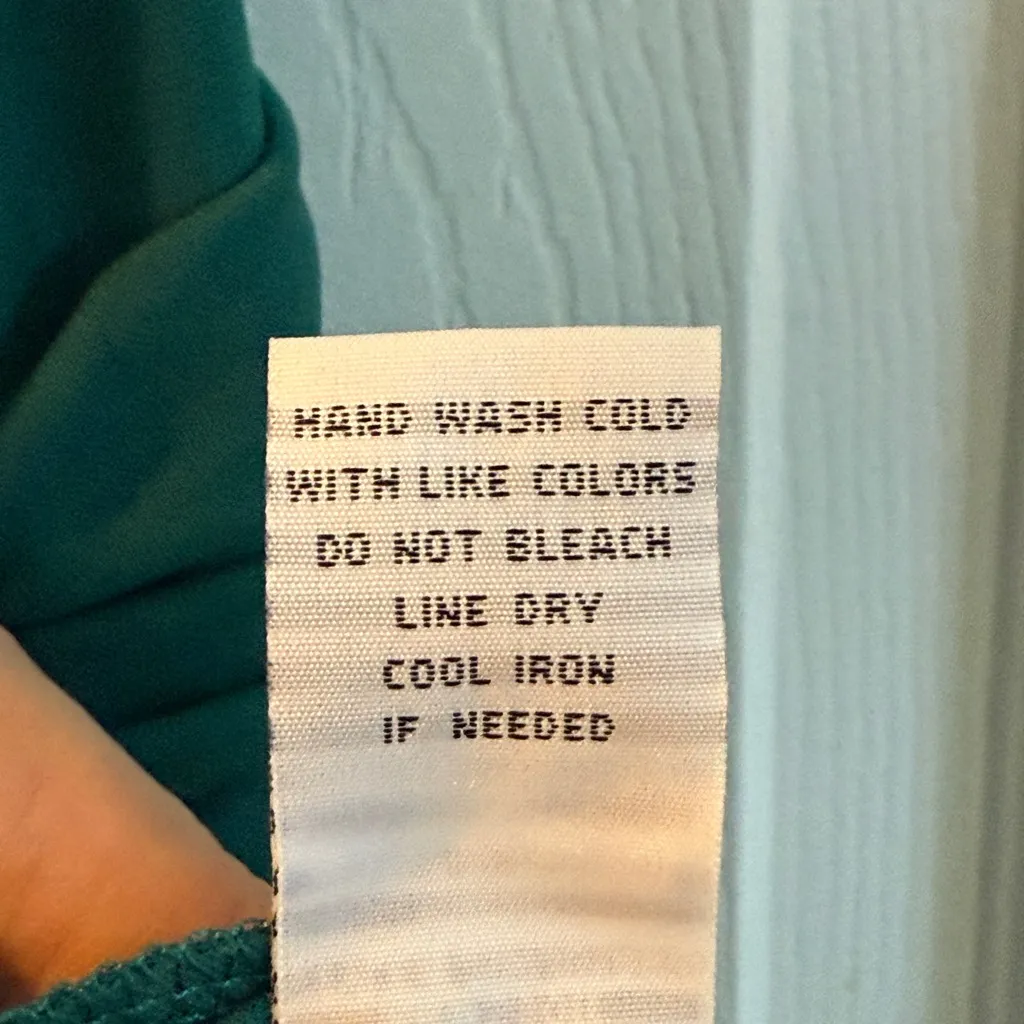 HAND WASH COLD
WITH LIKE COLORS
DO NOT BLEACH
LINE DRY
COOL IRON
IF NEEDED